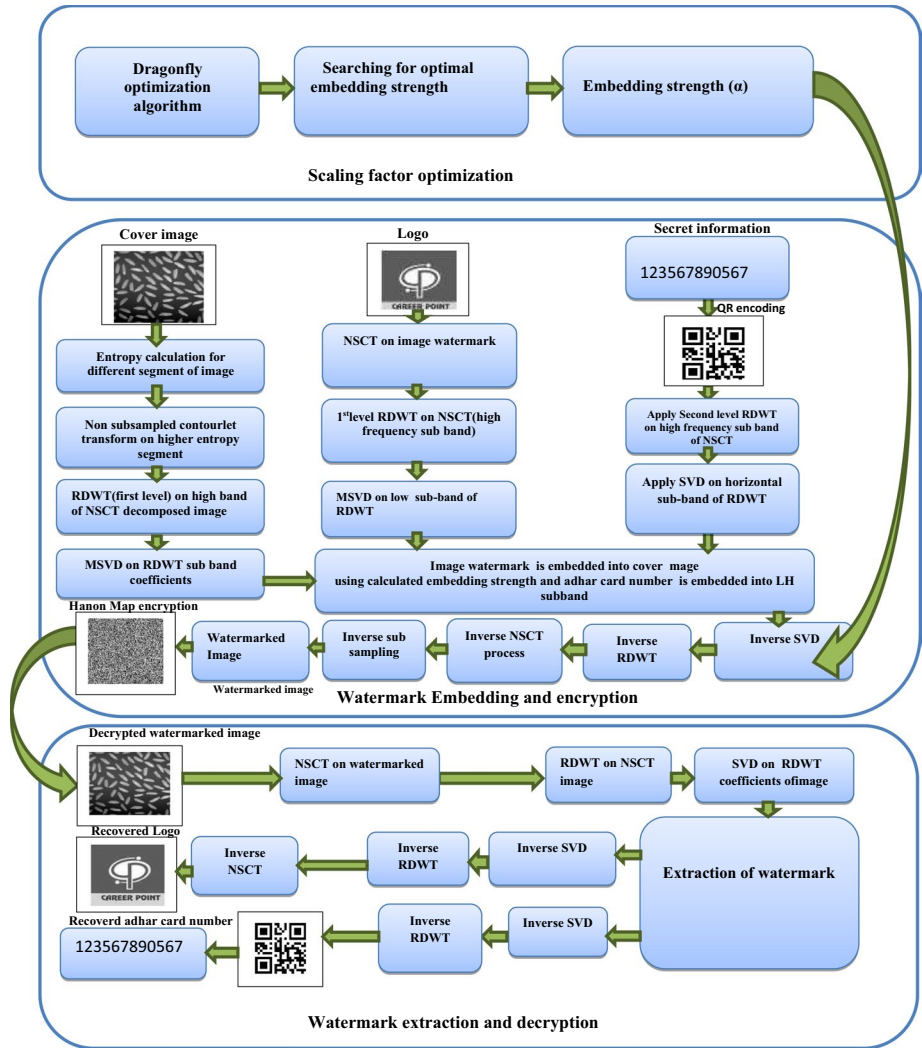 Dragonfly
optimization
algorithm
Searching for optimal
embedding strength
Embedding strength (α)
Scaling factor optimization
Cover image
Logo
CAREER POINT
Secret information
123567890567
QR encoding
Entropy calculation for
different segment of image
Non subsampled contourlet
transform on higher entropy
segment
RDWT(first level) on high band
of NSCT decomposed image
MSVD on RDWT sub band
coefficients
NSCT on image watermark
1st level RDWT on NSCT(high
frequency sub band)
MSVD on low sub-band of
RDWT
Apply Second level RDWT
on high frequency sub band
of NSCT
Apply SVD on horizontal
sub-band of RDWT
Image watermark is embedded into cover mage
using calculated embedding strength and adhar card number is embedded into LH
subband
Hanon Map encryption
Watermarked
Image
Watermarked image
Inverse sub
sampling
Inverse NSCT
process
Inverse
RDWT
Inverse SVD
Watermark Embedding and encryption
Decrypted watermarked image
NSCT on watermarked
image
RDWT on NSCT
image
SVD on RDWT
coefficients ofimage
Recovered Logo
CAREER POINT
Inverse
NSCT
Inverse
RDWT
Inverse SVD
Extraction of watermark
Recoverd adhar card number
123567890567
Inverse
RDWT
Inverse SVD
Watermark extraction and decryption